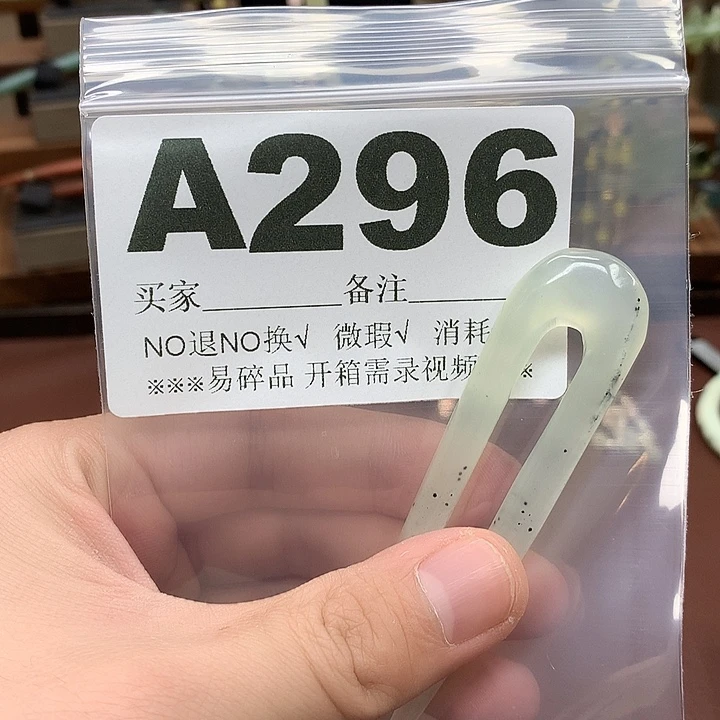 A296
买家__________备注_______
NO退NO换√ 微瑕√ 消耗
※※※易碎品 开箱需录视频※